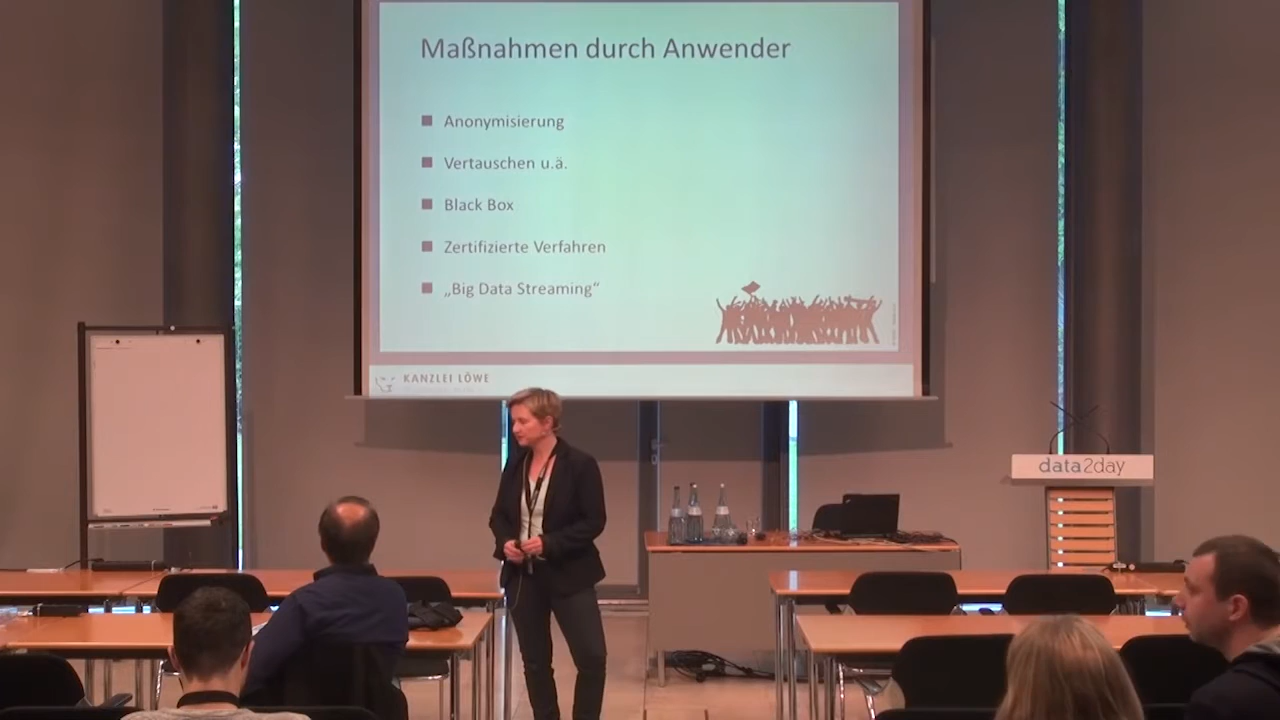 Maßnahmen durch Anwender
Anonymisierung
Vertauschen u.ä.
Black Box
Zertifizierte Verfahren
„Big Data Streaming“
KANZLEI LÖWE
data2day